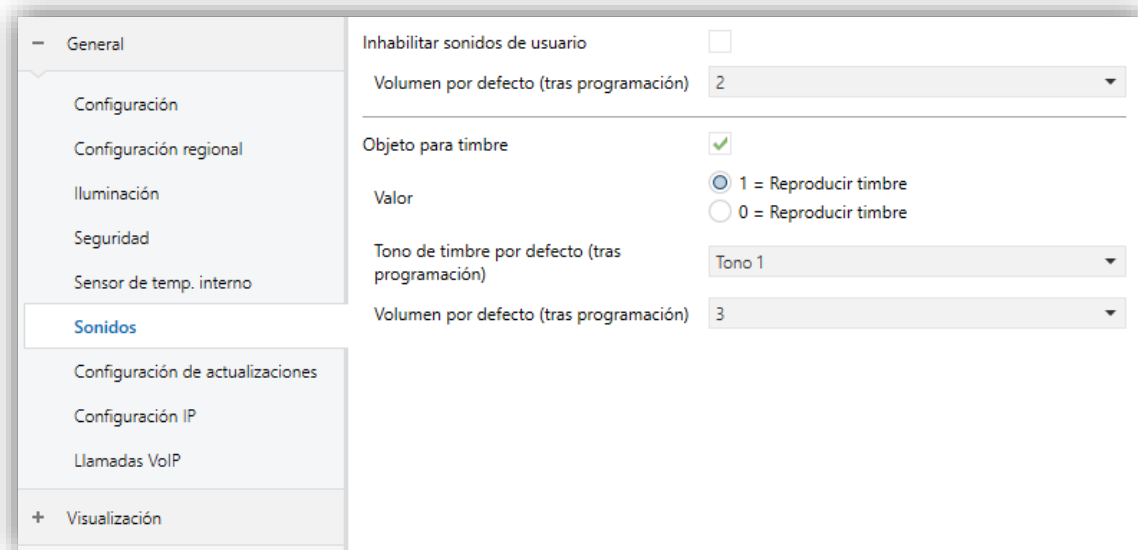 − General
Configuración
Configuración regional
Iluminación
Seguridad
Sensor de temp. interno
Sonidos
Configuración de actualizaciones
Configuración IP
Llamadas VoIP
+ Visualización
Inhabilitar sonidos de usuario
Volumen por defecto (tras programación) 2
Objeto para timbre
Valor
1 = Reproducir timbre
0 = Reproducir timbre
Tono de timbre por defecto (tras
programación)
Tono 1
Volumen por defecto (tras programación) 3